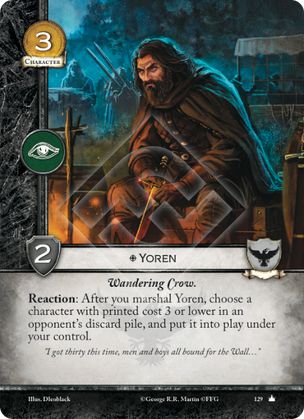 3
CHARACTER
2
YOREN
Wandering Crow.
Reaction: After you marshal Yoren, choose a
character with printed cost 3 or lower in an
opponent's discard pile, and put it into play under
your control.
"I got thirty this time, men and boys all bound for the Wall…"
Illus. Dleoblack
©George R.R. Martin ©FFG
129